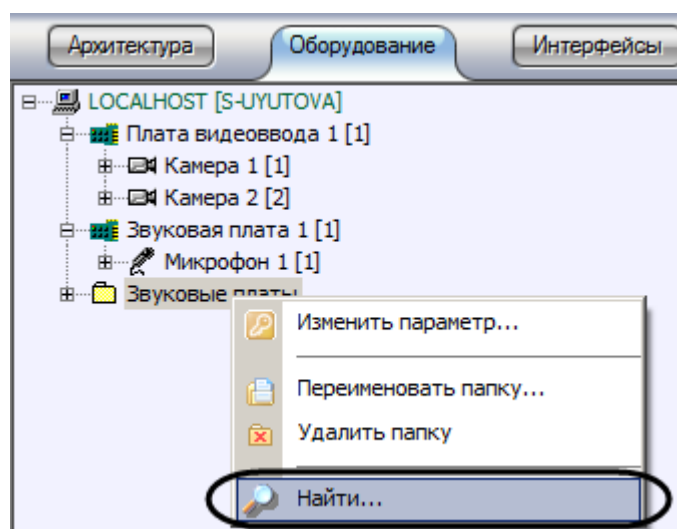 Архитектура Оборудование Интерфейсы
LOCALHOST [S-UYUTOVA]
Плата видеоввода 1 [1]
Камера 1 [1]
Камера 2 [2]
Звуковая плата 1 [1]
Микрофон 1 [1]
Звуковые платы
Изменить параметр...
Переименовать папку...
Удалить папку
Найти...